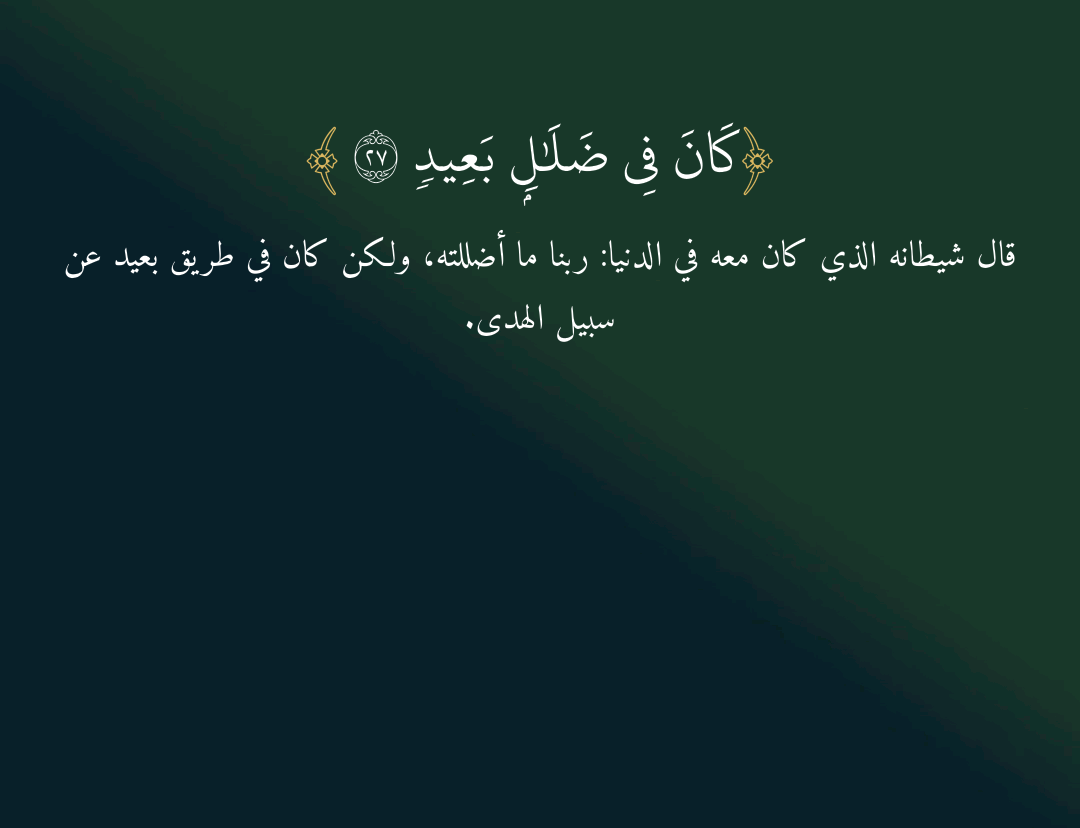 ﴿كَانَ فِى ضَلَـٰلٍۭ بَعِيدٍۢ ٢٧﴾
قال شيطانه الذي كان معه في الدنيا: ربنا ما أضللته، ولكن كان في طريق بعيد عن
سبيل الهدى.